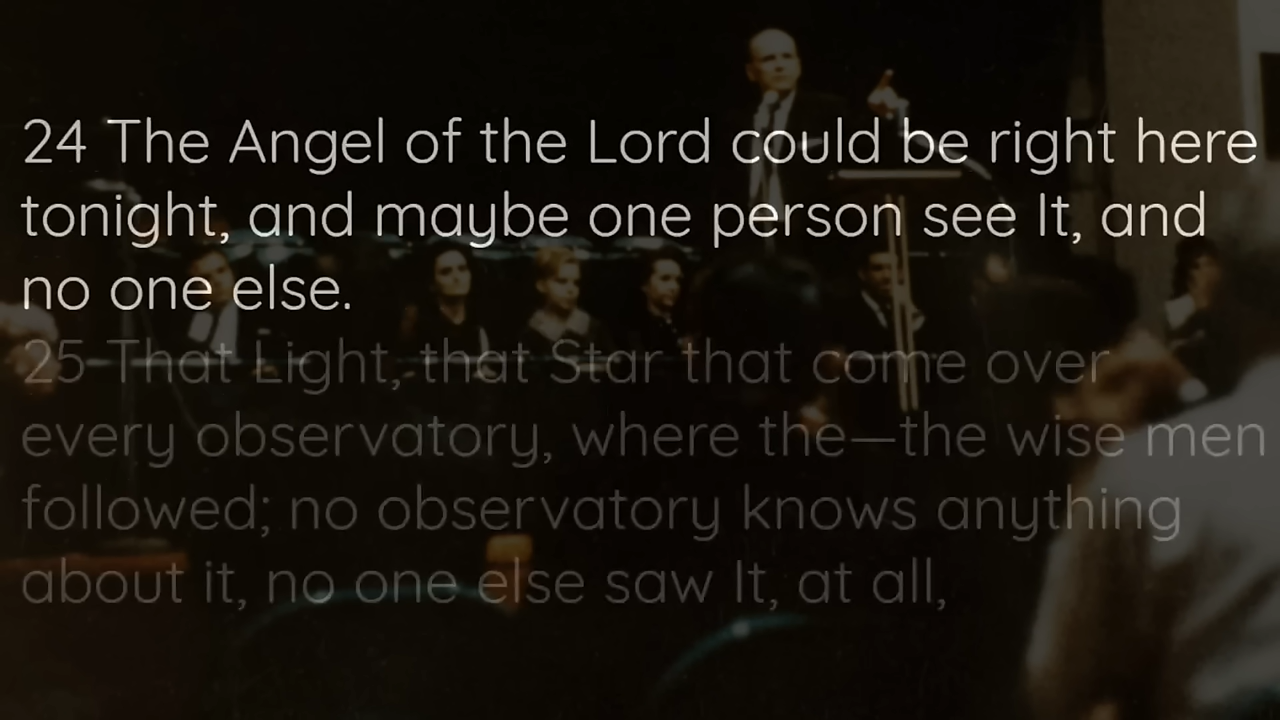 24 The Angel of the Lord could be right here
tonight, and maybe one person see It, and
no one else.
25 That Light, that Star that come over
every observatory, where the—the wise men
followed; no observatory knows anything
about it, no one else saw It, at all,